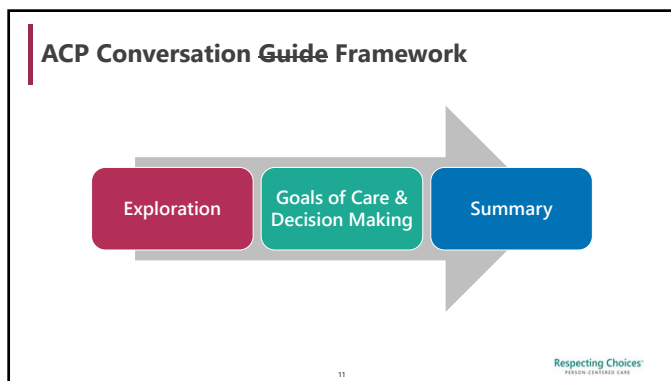 ACP Conversation Guide Framework
Exploration
Goals of Care &
Decision Making
Summary
11
Respecting Choices®
PERSON-CENTERED CARE